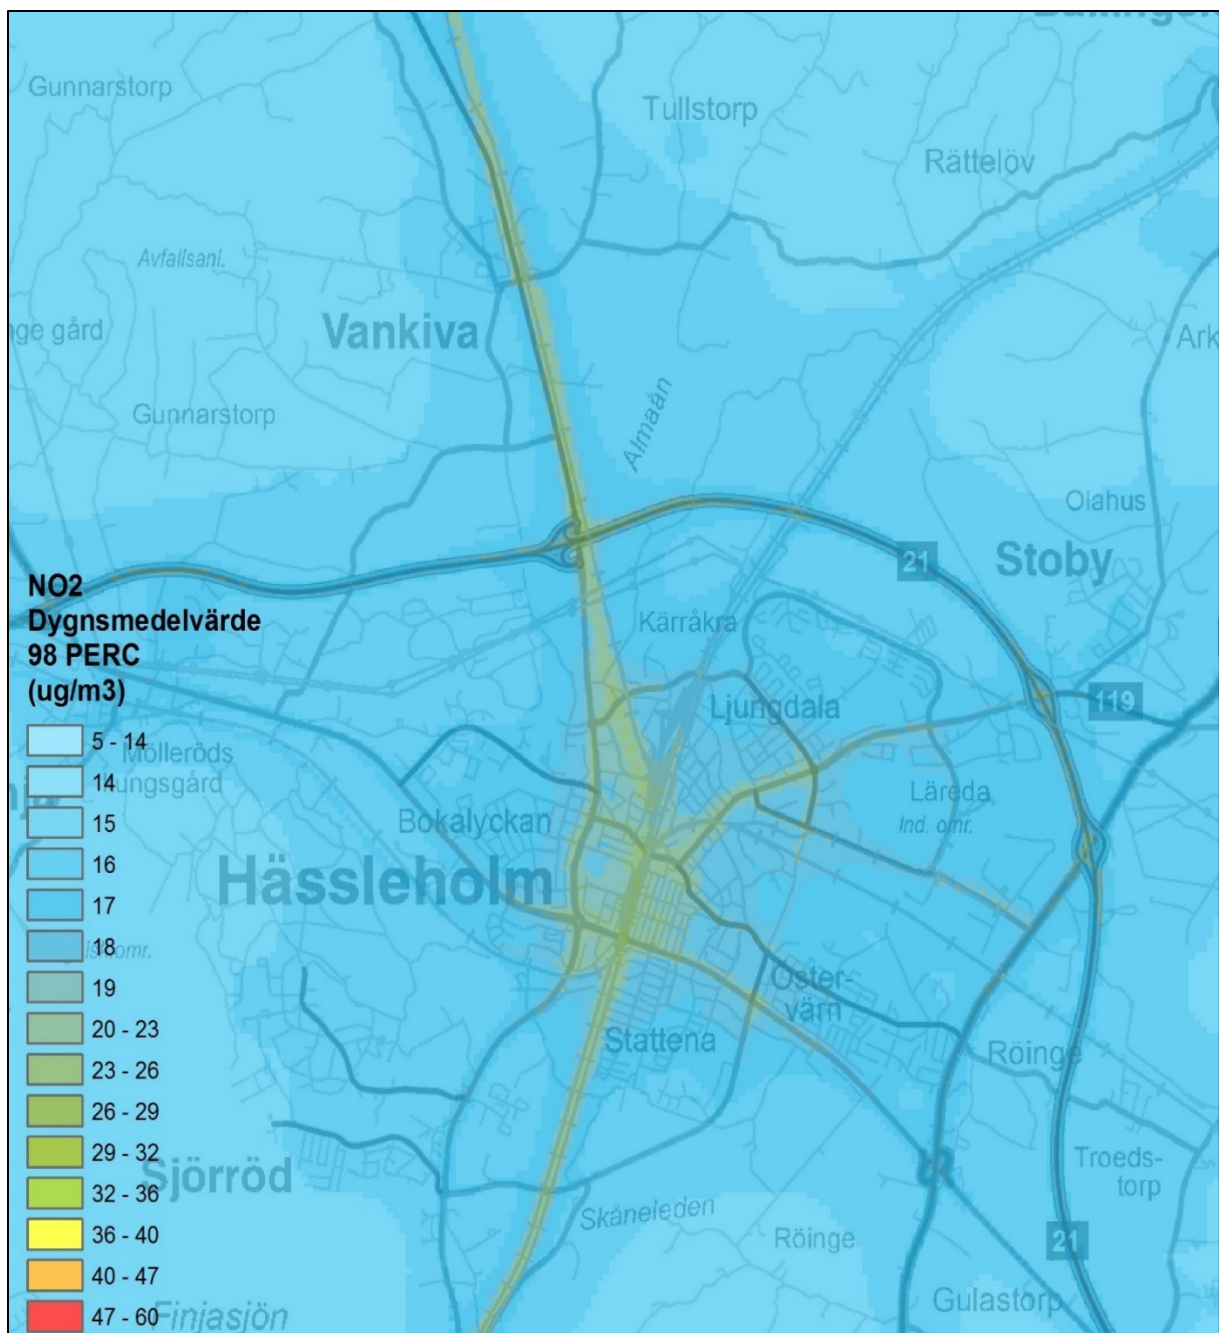 Gunnarstorp
Tullstorp
Rättelöv
Avfallsani.
Vankiva
ge gård
Ark
Gunnarstorp
Almaån
Olahus
21
Stoby
NO2
Dygnsmedelvärde
98 PERC
(ug/m3)
Kärråkra
119
Ljungdala
5 - 14
Mölleröds
14
ungsgård
Läreda
15
Bokalyckan
Ind. omr.
16
Hässleholm
17
18
omr.
19
Öster-
värn
20 - 23
Stattena
Röinge
23 - 26
26 - 29
29 - 32
Sjörröd
Troeds-
torp
32 - 36
Skåneleden
36 - 40
Röinge
21
40 - 47
Gulastorp
47 - 60
Finjasjön